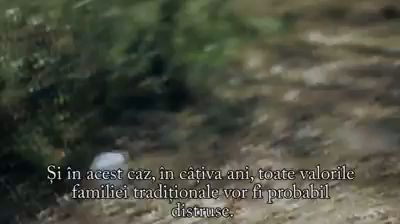 Și în acest caz, în câțiva ani, toate valorile
familiei tradiționale vor fi probabil
distruse.